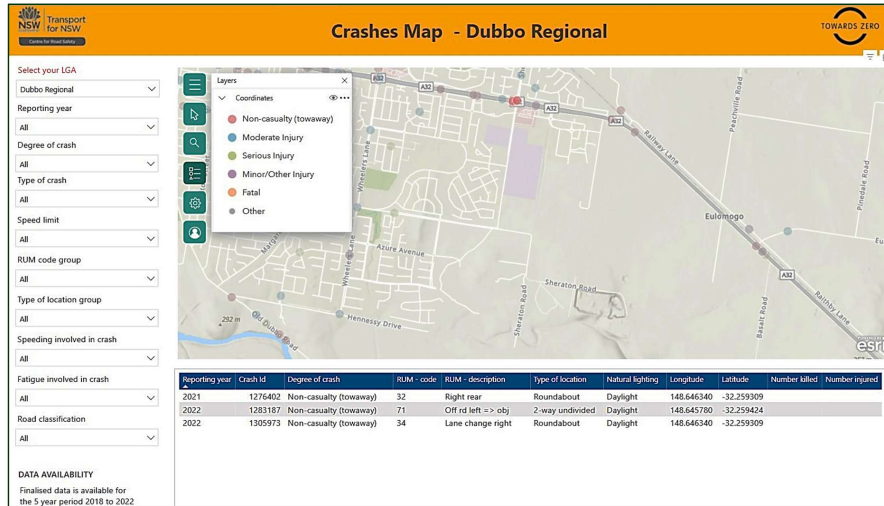 NSW
Transport
for NSW
Centre for Road Safety
Crashes Map - Dubbo Regional
TOWARDS ZERO
Select your LGA
Dubbo Regional
Reporting year
All
Degree of crash
All
Type of crash
All
Speed limit
All
RUM code group
All
Type of location group
All
Speeding involved in crash
All
Fatigue involved in crash
All
Road classification
All
DATA AVAILABILITY
Finalised data is available for
the 5 year period 2018 to 2022
Layers
Coordinates
Non-casualty (towaway)
Moderate Injury
Serious Injury
Minor/Other Injury
Fatal
Other
A32
A32
A32
A32
A32
Wheelers Lane
Peachville Road
Railway Lane
Pinedale Road
Eulomogo
Azure Avenue
Wheelers Lane
Sheraton Road
Sheraton Road
Hennessy Drive
Old Dubbo Road
292 m
Basalt Road
Raithby Lane
esri
Reporting year Crash Id Degree of crash RUM - code RUM - description Type of location Natural lighting Longitude Latitude Number killed Number injured
2021 1276402 Non-casualty (towaway) 32 Right rear Roundabout Daylight 148.646340 -32.259309
2022 1283187 Non-casualty (towaway) 71 Off rd left => obj 2-way undivided Daylight 148.645780 -32.259424
2022 1305973 Non-casualty (towaway) 34 Lane change right Roundabout Daylight 148.646340 -32.259309